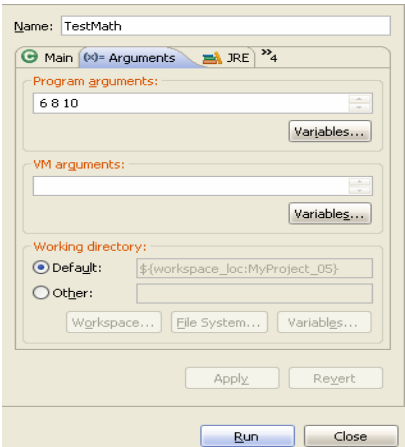 Name: TestMath
Main (x)= Arguments JRE »4
Program arguments:
6 8 10
Variables...
VM arguments:
Variables...
Working directory:
Default: ${workspace_loc:MyProject_05}
Other:
Workspace... File System... Variables...
Apply Revert
Run Close